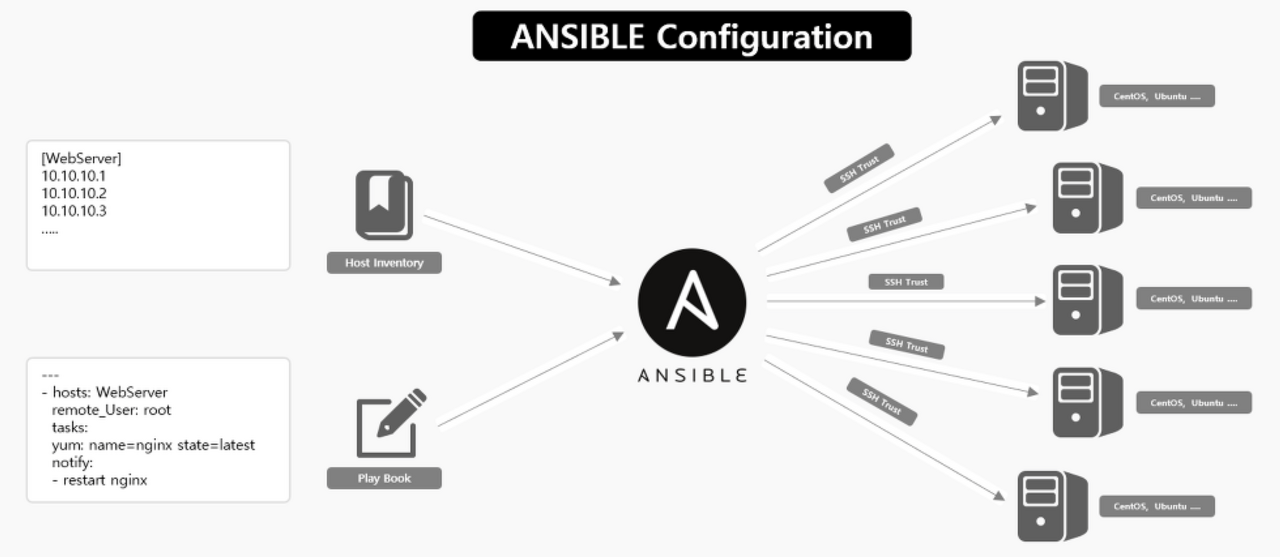 ANSIBLE Configuration
[WebServer]
10.10.10.1
10.10.10.2
10.10.10.3
.....
Host Inventory
---
- hosts: WebServer
remote_User: root
tasks:
yum: name=nginx state=latest
notify:
- restart nginx
Play Book
ANSIBLE
SSH Trust
SSH Trust
SSH Trust
SSH Trust
SSH Trust
CentOS, Ubuntu ....
CentOS, Ubuntu ....
CentOS, Ubuntu ....
CentOS, Ubuntu ....
CentOS, Ubuntu ....